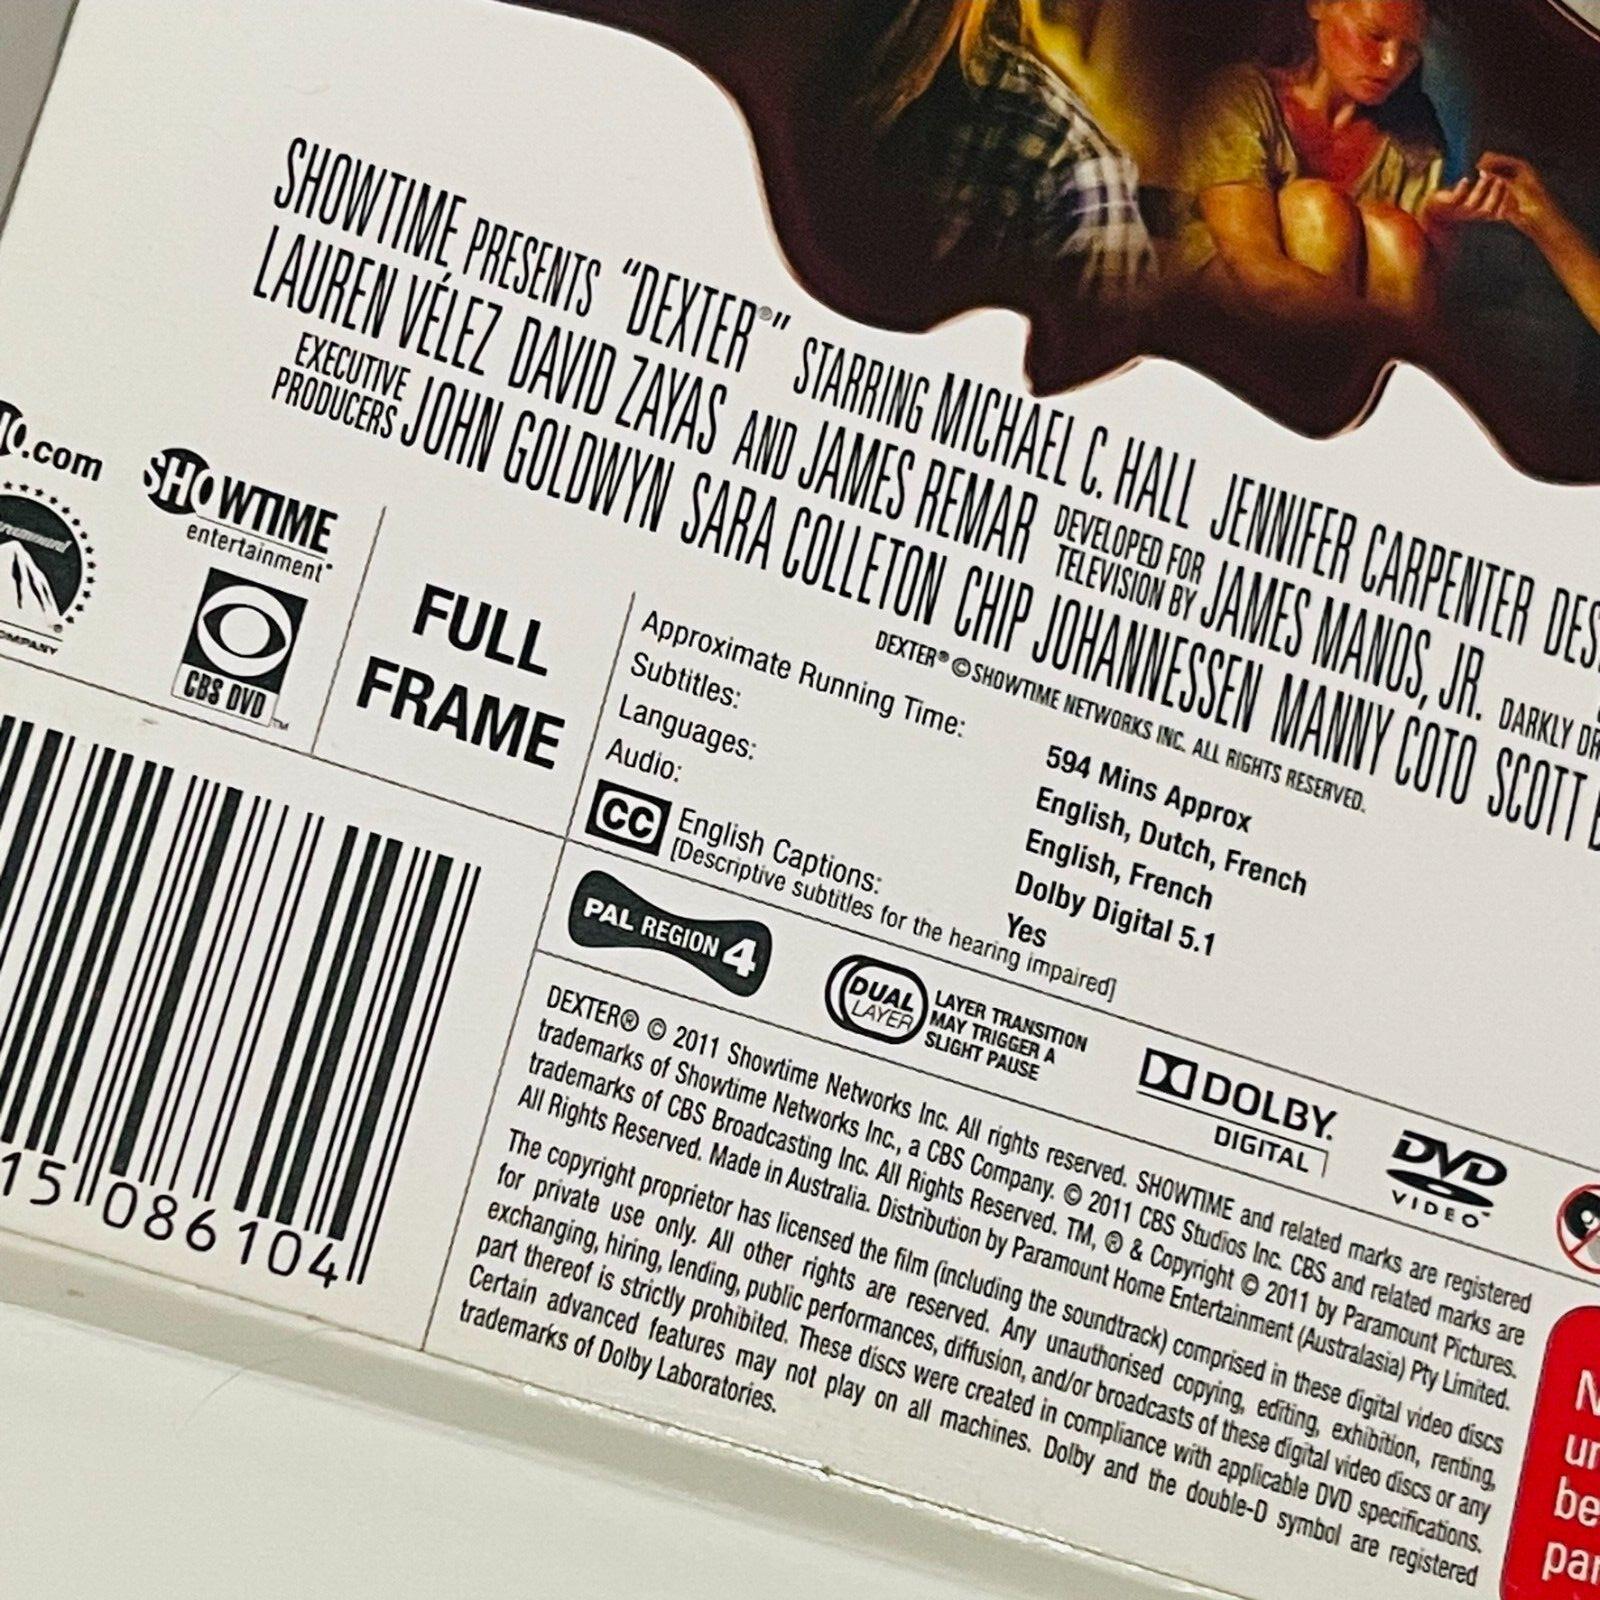 SHOWTIME PRESENTS "DEXTER®" STARRING MICHAEL C. HALL JENNIFER CARPENTER
LAUREN VÉLEZ DAVID ZAYAS AND JAMES REMAR DEVELOPED FOR TELEVISION BY JAMES MANOS, JR. DARKLY
EXECUTIVE PRODUCERS JOHN GOLDWYN SARA COLLETON CHIP JOHANNESSEN MANNY COTO SCOTT
DEXTER® © SHOWTIME NETWORKS INC. ALL RIGHTS RESERVED.
.com
SHOWTIME
entertainment
Paramount
COMPANY
CBS DVD™
FULL
FRAME
Approximate Running Time: 594 Mins Approx
Subtitles: English, Dutch, French
Languages: English, French
Audio: Dolby Digital 5.1
CC English Captions: Yes
[Descriptive subtitles for the hearing impaired]
PAL REGION 4
DUAL
LAYER
LAYER TRANSITION
MAY TRIGGER A
SLIGHT PAUSE
DOLBY
DIGITAL
DVD
VIDEO™
DEXTER® © 2011 Showtime Networks Inc. All rights reserved. SHOWTIME and related marks are registered
trademarks of Showtime Networks Inc., a CBS Company. © 2011 CBS Studios Inc. CBS and related marks are
trademarks of CBS Broadcasting Inc. All Rights Reserved. TM, ® & Copyright © 2011 by Paramount Pictures.
All Rights Reserved. Made in Australia. Distribution by Paramount Home Entertainment (Australasia) Pty Limited.
The copyright proprietor has licensed the film (including the soundtrack) comprised in these digital video discs
for private use only. All other rights are reserved. Any unauthorised copying, editing, exhibition, renting,
exchanging, hiring, lending, public performances, diffusion, and/or broadcasts of these digital video discs or any
part thereof is strictly prohibited. These discs were created in compliance with applicable DVD specifications.
Certain advanced features may not play on all machines. Dolby and the double-D symbol are registered
trademarks of Dolby Laboratories.
15 086104